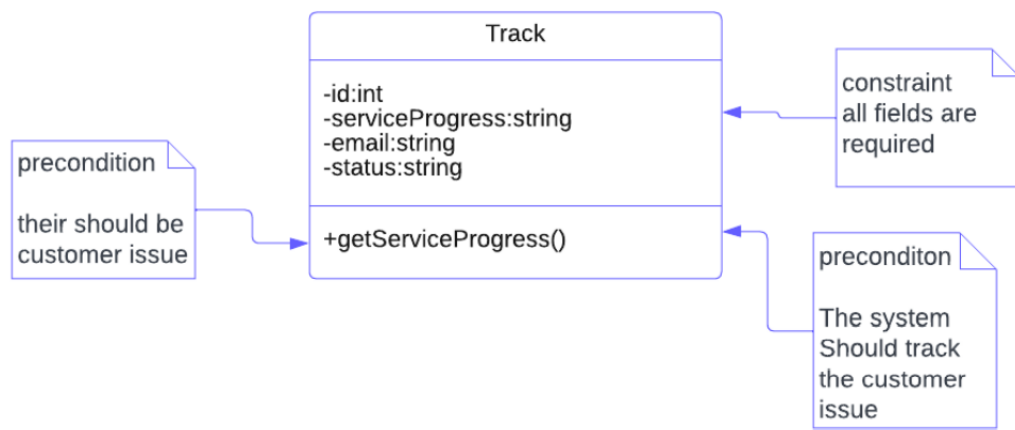 Track
-id:int
-serviceProgress:string
-email:string
-status:string
+getServiceProgress()
precondition
their should be
customer issue
constraint
all fields are
required
preconditon
The system
Should track
the customer
issue